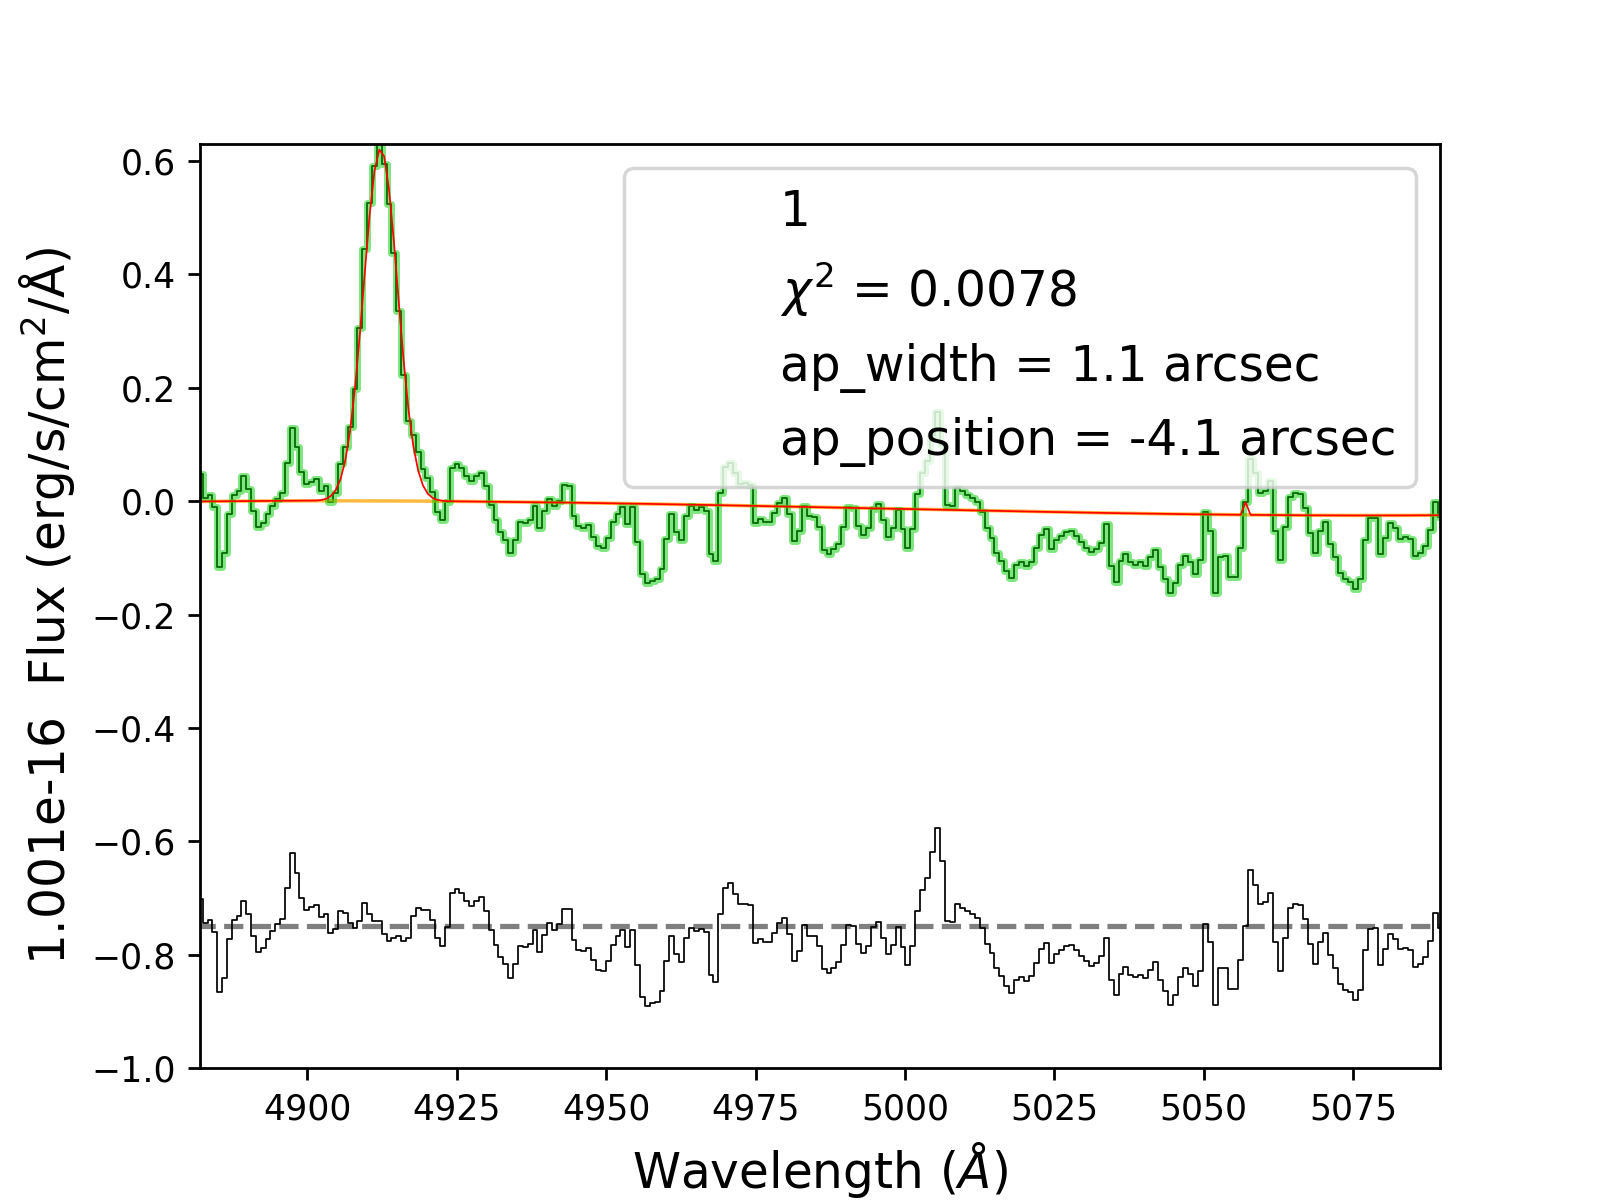 1
χ² = 0.0078
ap_width = 1.1 arcsec
ap_position = -4.1 arcsec
0.6
0.4
0.2
0.0
−0.2
−0.4
−0.6
−0.8
−1.0
1.001e-16 Flux (erg/s/cm²/Å)
4900 4925 4950 4975 5000 5025 5050 5075
Wavelength (Å)